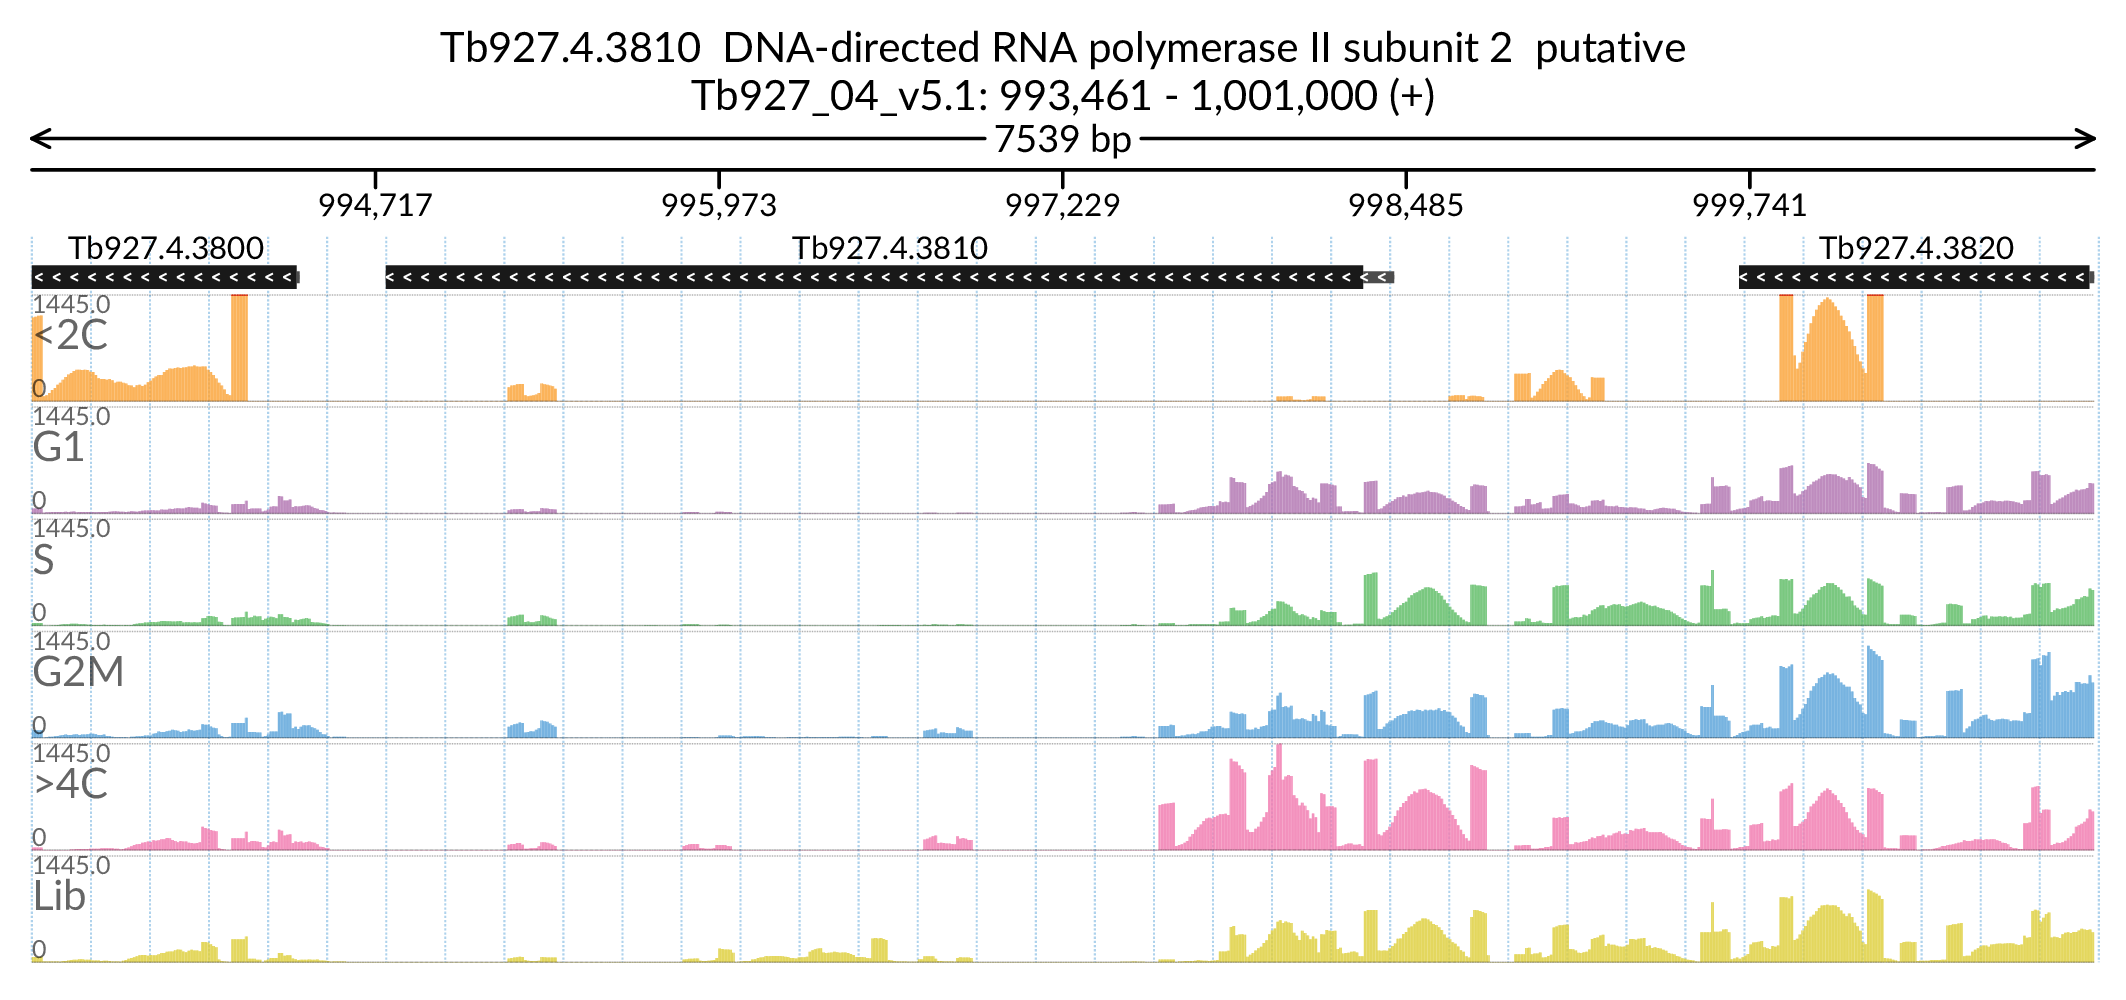 Tb927.4.3810 DNA-directed RNA polymerase II subunit 2 putative
Tb927_04_v5.1: 993,461 - 1,001,000 (+)
7539 bp
994,717 995,973 997,229 998,485 999,741
Tb927.4.3800 Tb927.4.3810 Tb927.4.3820
1445.0
<2C
0
1445.0
G1
0
1445.0
S
0
1445.0
G2M
0
1445.0
>4C
0
1445.0
Lib
0